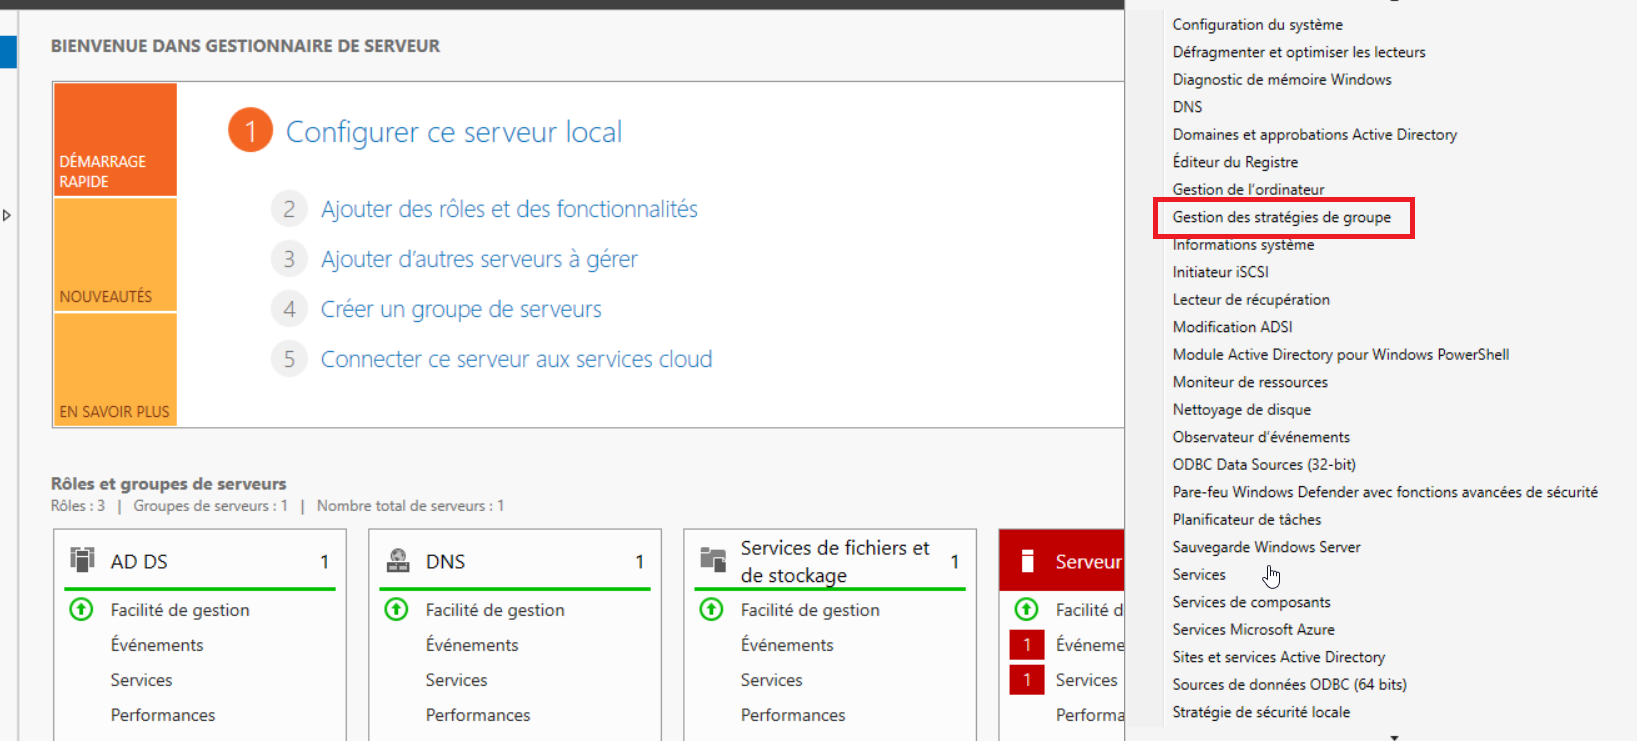 BIENVENUE DANS GESTIONNAIRE DE SERVEUR
DÉMARRAGE
RAPIDE
NOUVEAUTÉS
EN SAVOIR PLUS
1 Configurer ce serveur local
2 Ajouter des rôles et des fonctionnalités
3 Ajouter d'autres serveurs à gérer
4 Créer un groupe de serveurs
5 Connecter ce serveur aux services cloud
Rôles et groupes de serveurs
Rôles : 3 | Groupes de serveurs : 1 | Nombre total de serveurs : 1
AD DS 1
Facilité de gestion
Événements
Services
Performances
DNS 1
Facilité de gestion
Événements
Services
Performances
Services de fichiers et
de stockage 1
Facilité de gestion
Événements
Services
Performances
Serveur
Facilité d
1 Événeme
1 Services
Performa
Configuration du système
Défragmenter et optimiser les lecteurs
Diagnostic de mémoire Windows
DNS
Domaines et approbations Active Directory
Éditeur du Registre
Gestion de l'ordinateur
Gestion des stratégies de groupe
Informations système
Initiateur iSCSI
Lecteur de récupération
Modification ADSI
Module Active Directory pour Windows PowerShell
Moniteur de ressources
Nettoyage de disque
Observateur d'événements
ODBC Data Sources (32-bit)
Pare-feu Windows Defender avec fonctions avancées de sécurité
Planificateur de tâches
Sauvegarde Windows Server
Services
Services de composants
Services Microsoft Azure
Sites et services Active Directory
Sources de données ODBC (64 bits)
Stratégie de sécurité locale